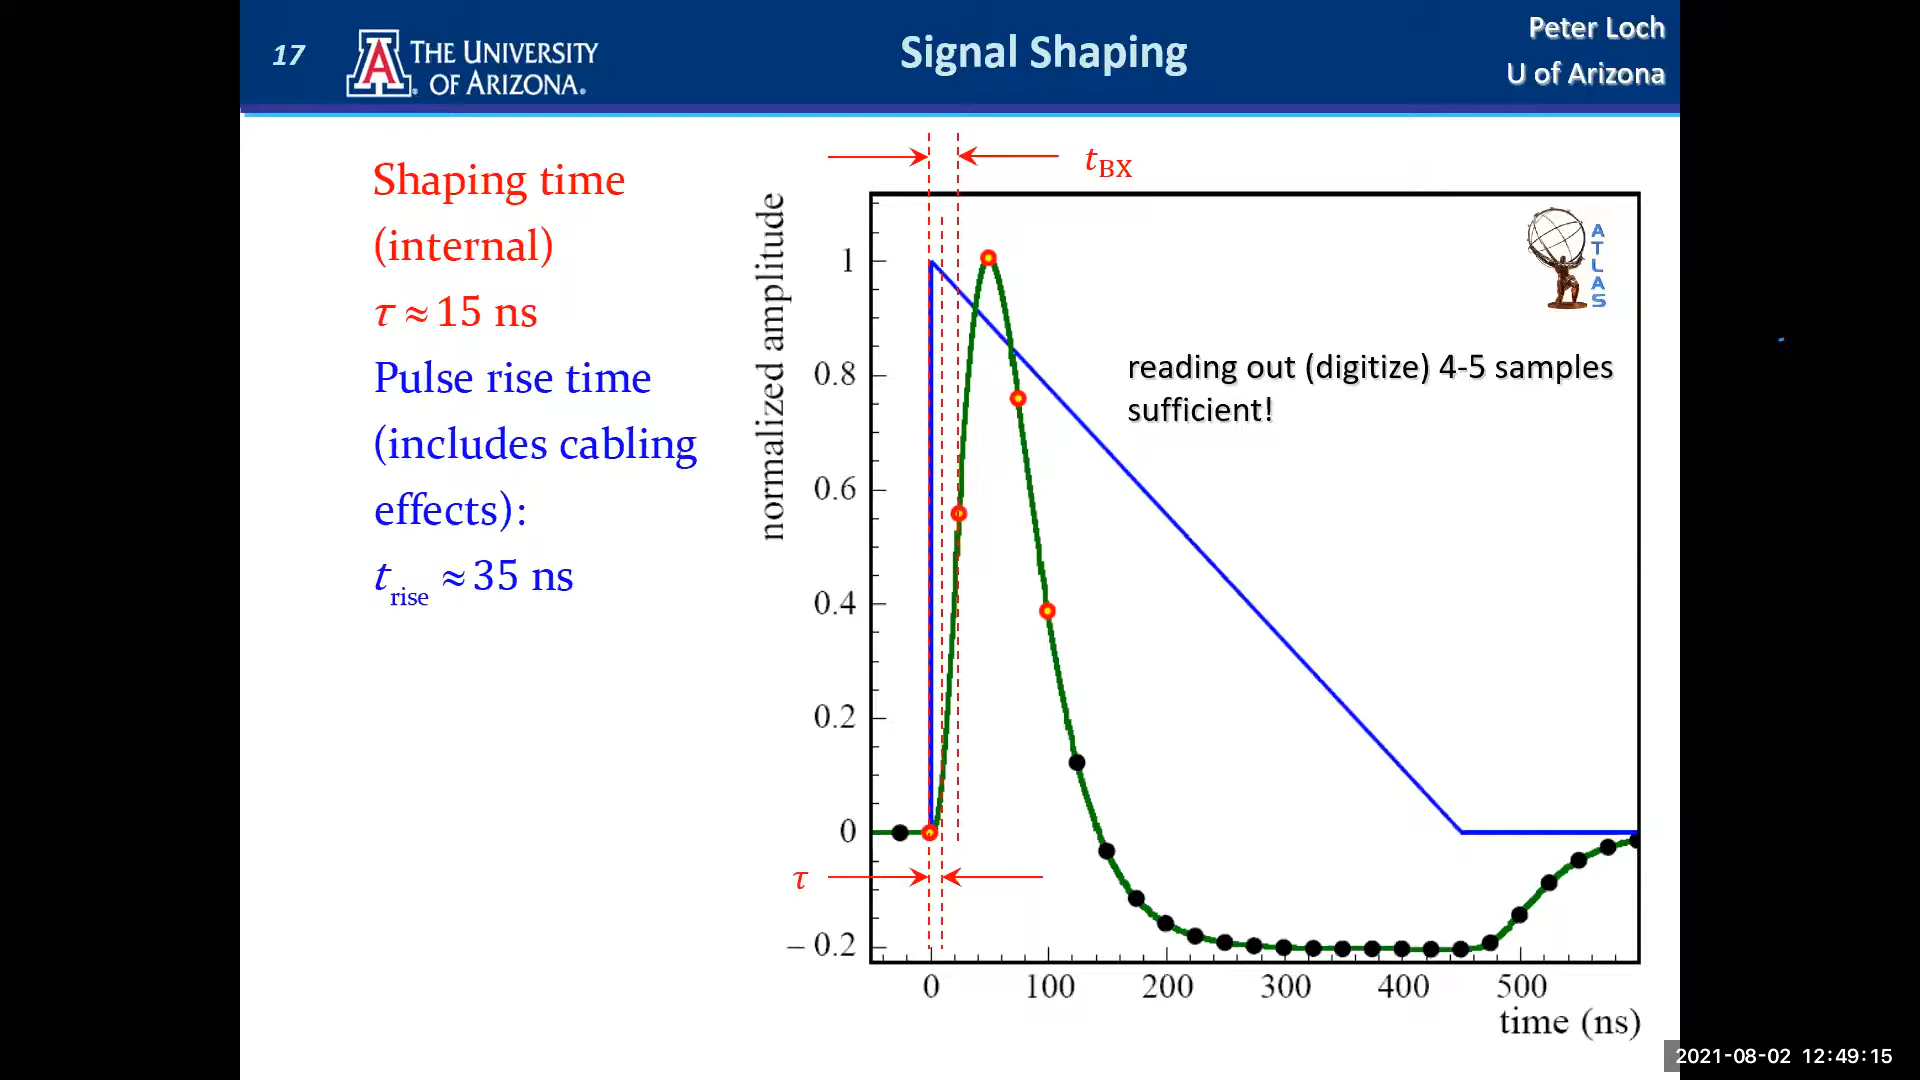 17
THE UNIVERSITY
OF ARIZONA.
Signal Shaping
Peter Loch
U of Arizona
Shaping time
(internal)
τ ≈ 15 ns
Pulse rise time
(includes cabling
effects):
t_rise ≈ 35 ns
t_BX
normalized amplitude
1
0.8
0.6
0.4
0.2
0
– 0.2
ATLAS
reading out (digitize) 4-5 samples
sufficient!
τ
0 100 200 300 400 500
time (ns)
2021-08-02 12:49:15